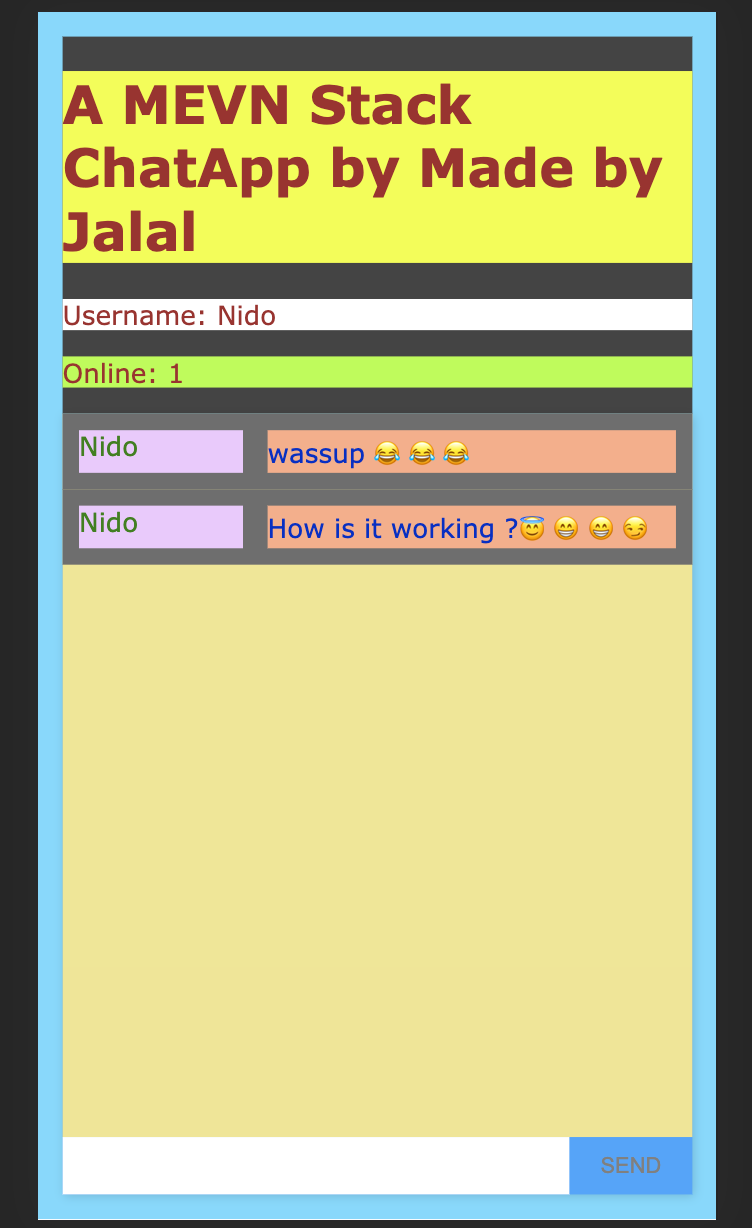 A MEVN Stack
ChatApp by Made by
Jalal
Username: Nido
Online: 1
Nido
wassup 😂 😂 😂
Nido
How is it working ?😇 😁 😁 😏
SEND